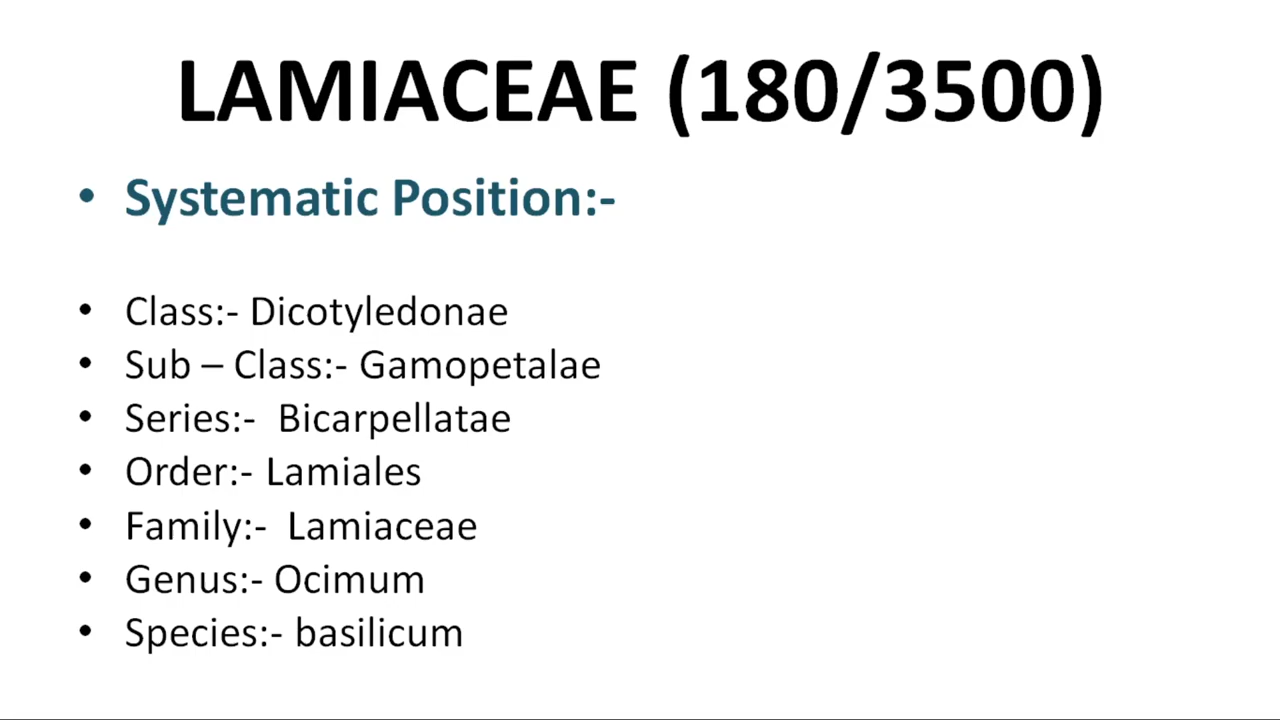 LAMIACEAE (180/3500)
• Systematic Position:-
• Class:- Dicotyledonae
• Sub – Class:- Gamopetalae
• Series:- Bicarpellatae
• Order:- Lamiales
• Family:- Lamiaceae
• Genus:- Ocimum
• Species:- basilicum